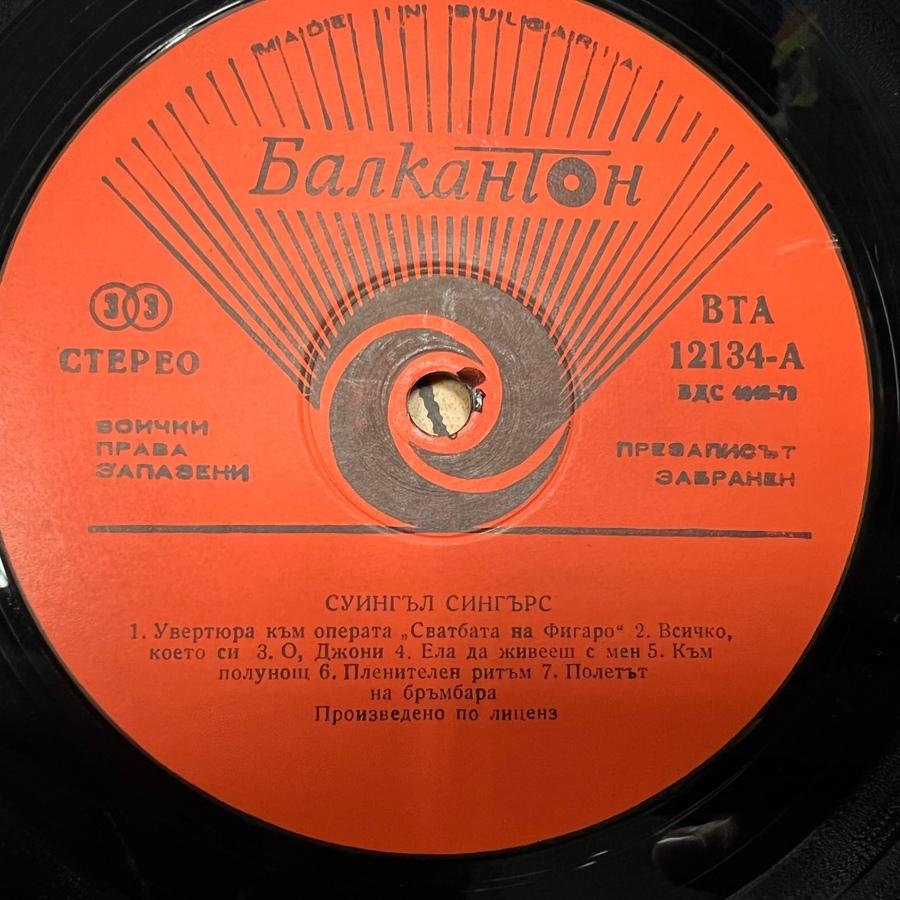 MADE IN BULGARIA
Балкантон
33
СТЕРЕО
ВСИЧКИ
ПРАВА
ЗАПАЗЕНИ
ВТА
12134-А
БДС
ПРЕЗАПИСЪТ
ЗАБРАНЕН
СУИНГЪЛ СИНГЪРС
1. Увертюра към операта „Сватбата на Фигаро“ 2. Всичко,
което си 3. О, Джони 4. Ела да живееш с мен 5. Към
полунощ 6. Пленителен ритъм 7. Полетът
на бръмбара
Произведено по лиценз